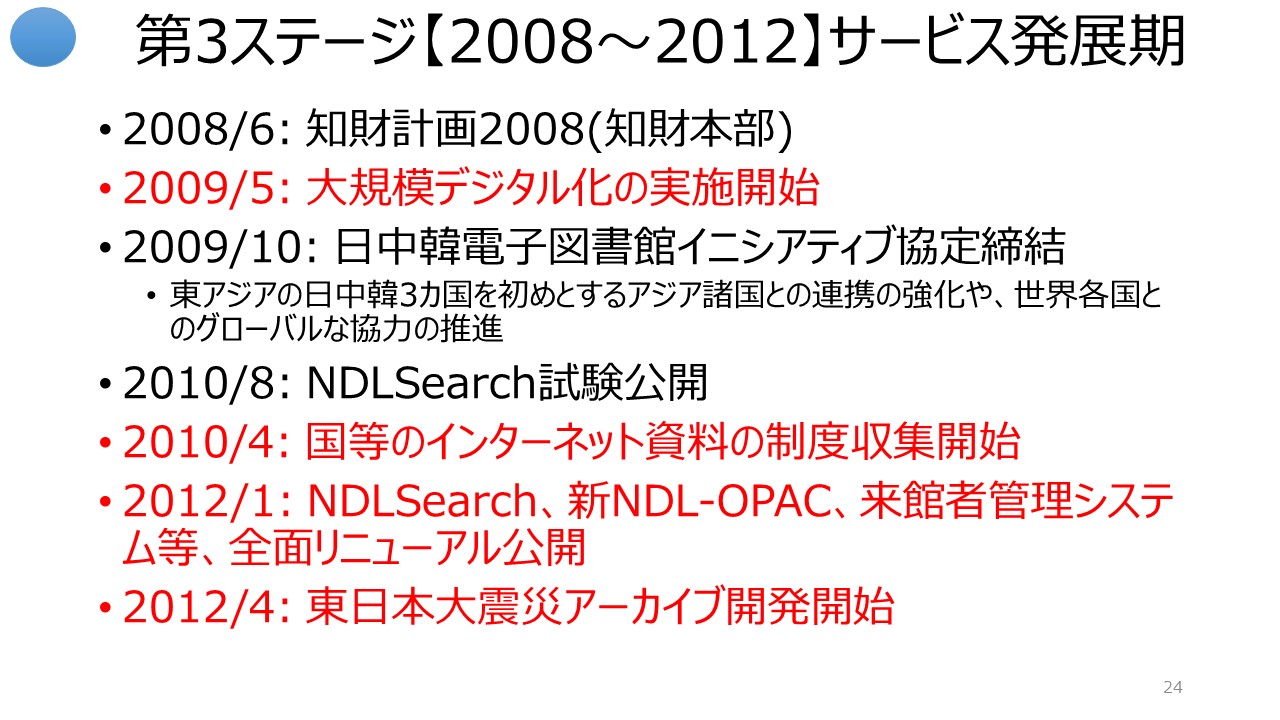 第3ステージ【2008～2012】サービス発展期
• 2008/6: 知財計画2008(知財本部)
• 2009/5: 大規模デジタル化の実施開始
• 2009/10: 日中韓電子図書館イニシアティブ協定締結
• 東アジアの日中韓3カ国を初めとするアジア諸国との連携の強化や、世界各国と
のグローバルな協力の推進
• 2010/8: NDLSearch試験公開
• 2010/4: 国等のインターネット資料の制度収集開始
• 2012/1: NDLSearch、新NDL-OPAC、来館者管理システ
ム等、全面リニューアル公開
• 2012/4: 東日本大震災アーカイブ開発開始
24